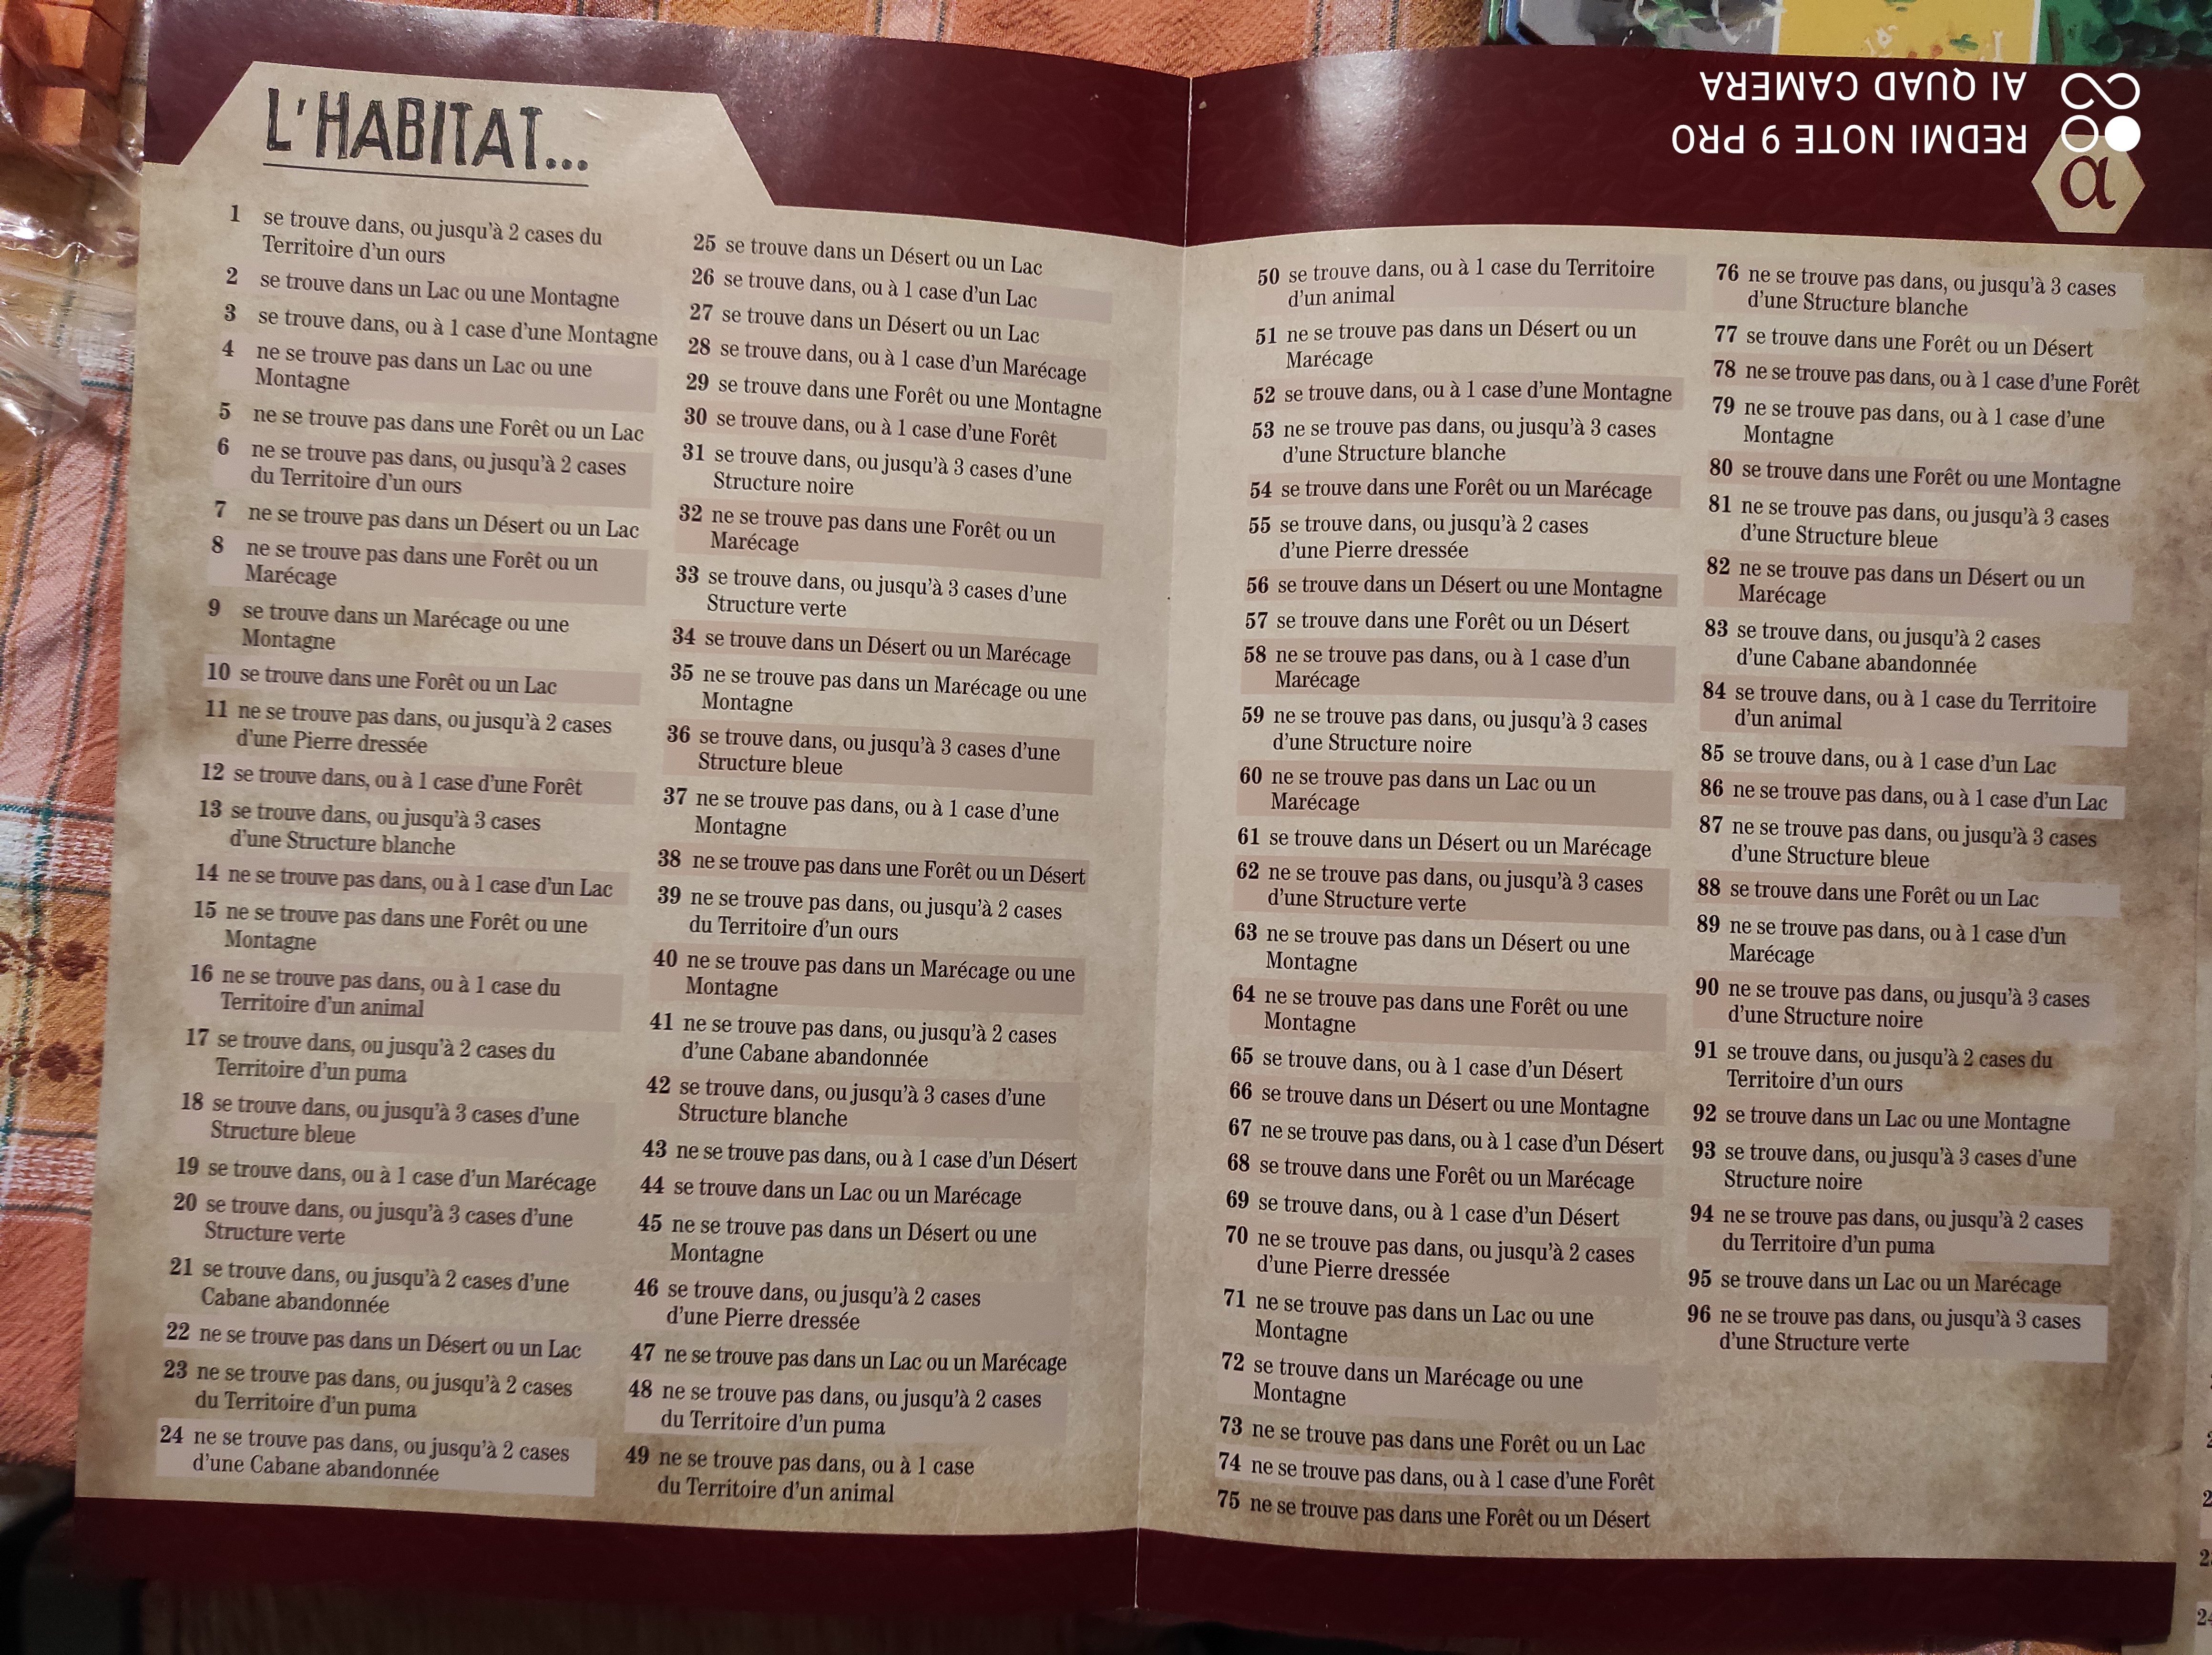 L'HABITAT...
1 se trouve dans, ou jusqu'à 2 cases du
Territoire d'un ours
2 se trouve dans un Lac ou une Montagne
3 se trouve dans, ou à 1 case d'une Montagne
4 ne se trouve pas dans un Lac ou une
Montagne
5 ne se trouve pas dans une Forêt ou un Lac
6 ne se trouve pas dans, ou jusqu'à 2 cases
du Territoire d'un ours
7 ne se trouve pas dans un Désert ou un Lac
8 ne se trouve pas dans une Forêt ou un
Marécage
9 se trouve dans un Marécage ou une
Montagne
10 se trouve dans une Forêt ou un Lac
11 ne se trouve pas dans, ou jusqu'à 2 cases
d'une Pierre dressée
12 se trouve dans, ou à 1 case d'une Forêt
13 se trouve dans, ou jusqu'à 3 cases
d'une Structure blanche
14 ne se trouve pas dans, ou à 1 case d'un Lac
15 ne se trouve pas dans une Forêt ou une
Montagne
16 ne se trouve pas dans, ou à 1 case du
Territoire d'un animal
17 se trouve dans, ou jusqu'à 2 cases du
Territoire d'un puma
18 se trouve dans, ou jusqu'à 3 cases d'une
Structure bleue
19 se trouve dans, ou à 1 case d'un Marécage
20 se trouve dans, ou jusqu'à 3 cases d'une
Structure verte
21 se trouve dans, ou jusqu'à 2 cases d'une
Cabane abandonnée
22 ne se trouve pas dans un Désert ou un Lac
23 ne se trouve pas dans, ou jusqu'à 2 cases
du Territoire d'un puma
24 ne se trouve pas dans, ou jusqu'à 2 cases
d'une Cabane abandonnée
25 se trouve dans un Désert ou un Lac
26 se trouve dans, ou à 1 case d'un Lac
27 se trouve dans un Désert ou un Lac
28 se trouve dans, ou à 1 case d'un Marécage
29 se trouve dans une Forêt ou une Montagne
30 se trouve dans, ou à 1 case d'une Forêt
31 se trouve dans, ou jusqu'à 3 cases d'une
Structure noire
32 ne se trouve pas dans une Forêt ou un
Marécage
33 se trouve dans, ou jusqu'à 3 cases d'une
Structure verte
34 se trouve dans un Désert ou un Marécage
35 ne se trouve pas dans un Marécage ou une
Montagne
36 se trouve dans, ou jusqu'à 3 cases d'une
Structure bleue
37 ne se trouve pas dans, ou à 1 case d'une
Montagne
38 ne se trouve pas dans une Forêt ou un Désert
39 ne se trouve pas dans, ou jusqu'à 2 cases
du Territoire d'un ours
40 ne se trouve pas dans un Marécage ou une
Montagne
41 ne se trouve pas dans, ou jusqu'à 2 cases
d'une Cabane abandonnée
42 se trouve dans, ou jusqu'à 3 cases d'une
Structure blanche
43 ne se trouve pas dans, ou à 1 case d'un Désert
44 se trouve dans un Lac ou un Marécage
45 ne se trouve pas dans un Désert ou une
Montagne
46 se trouve dans, ou jusqu'à 2 cases
d'une Pierre dressée
47 ne se trouve pas dans un Lac ou un Marécage
48 ne se trouve pas dans, ou jusqu'à 2 cases
du Territoire d'un puma
49 ne se trouve pas dans, ou à 1 case
du Territoire d'un animal
REDMI NOTE 9 PRO
AI QUAD CAMERA
α
50 se trouve dans, ou à 1 case du Territoire
d'un animal
51 ne se trouve pas dans un Désert ou un
Marécage
52 se trouve dans, ou à 1 case d'une Montagne
53 ne se trouve pas dans, ou jusqu'à 3 cases
d'une Structure blanche
54 se trouve dans une Forêt ou un Marécage
55 se trouve dans, ou jusqu'à 2 cases
d'une Pierre dressée
56 se trouve dans un Désert ou une Montagne
57 se trouve dans une Forêt ou un Désert
58 ne se trouve pas dans, ou à 1 case d'un
Marécage
59 ne se trouve pas dans, ou jusqu'à 3 cases
d'une Structure noire
60 ne se trouve pas dans un Lac ou un
Marécage
61 se trouve dans un Désert ou un Marécage
62 ne se trouve pas dans, ou jusqu'à 3 cases
d'une Structure verte
63 ne se trouve pas dans un Désert ou une
Montagne
64 ne se trouve pas dans une Forêt ou une
Montagne
65 se trouve dans, ou à 1 case d'un Désert
66 se trouve dans un Désert ou une Montagne
67 ne se trouve pas dans, ou à 1 case d'un Désert
68 se trouve dans une Forêt ou un Marécage
69 se trouve dans, ou à 1 case d'un Désert
70 ne se trouve pas dans, ou jusqu'à 2 cases
d'une Pierre dressée
71 ne se trouve pas dans un Lac ou une
Montagne
72 se trouve dans un Marécage ou une
Montagne
73 ne se trouve pas dans une Forêt ou un Lac
74 ne se trouve pas dans, ou à 1 case d'une Forêt
75 ne se trouve pas dans une Forêt ou un Désert
76 ne se trouve pas dans, ou jusqu'à 3 cases
d'une Structure blanche
77 se trouve dans une Forêt ou un Désert
78 ne se trouve pas dans, ou à 1 case d'une Forêt
79 ne se trouve pas dans, ou à 1 case d'une
Montagne
80 se trouve dans une Forêt ou une Montagne
81 ne se trouve pas dans, ou jusqu'à 3 cases
d'une Structure bleue
82 ne se trouve pas dans un Désert ou un
Marécage
83 se trouve dans, ou jusqu'à 2 cases
d'une Cabane abandonnée
84 se trouve dans, ou à 1 case du Territoire
d'un animal
85 se trouve dans, ou à 1 case d'un Lac
86 ne se trouve pas dans, ou à 1 case d'un Lac
87 ne se trouve pas dans, ou jusqu'à 3 cases
d'une Structure bleue
88 se trouve dans une Forêt ou un Lac
89 ne se trouve pas dans, ou à 1 case d'un
Marécage
90 ne se trouve pas dans, ou jusqu'à 3 cases
d'une Structure noire
91 se trouve dans, ou jusqu'à 2 cases du
Territoire d'un ours
92 se trouve dans un Lac ou une Montagne
93 se trouve dans, ou jusqu'à 3 cases d'une
Structure noire
94 ne se trouve pas dans, ou jusqu'à 2 cases
du Territoire d'un puma
95 se trouve dans un Lac ou un Marécage
96 ne se trouve pas dans, ou jusqu'à 3 cases
d'une Structure verte